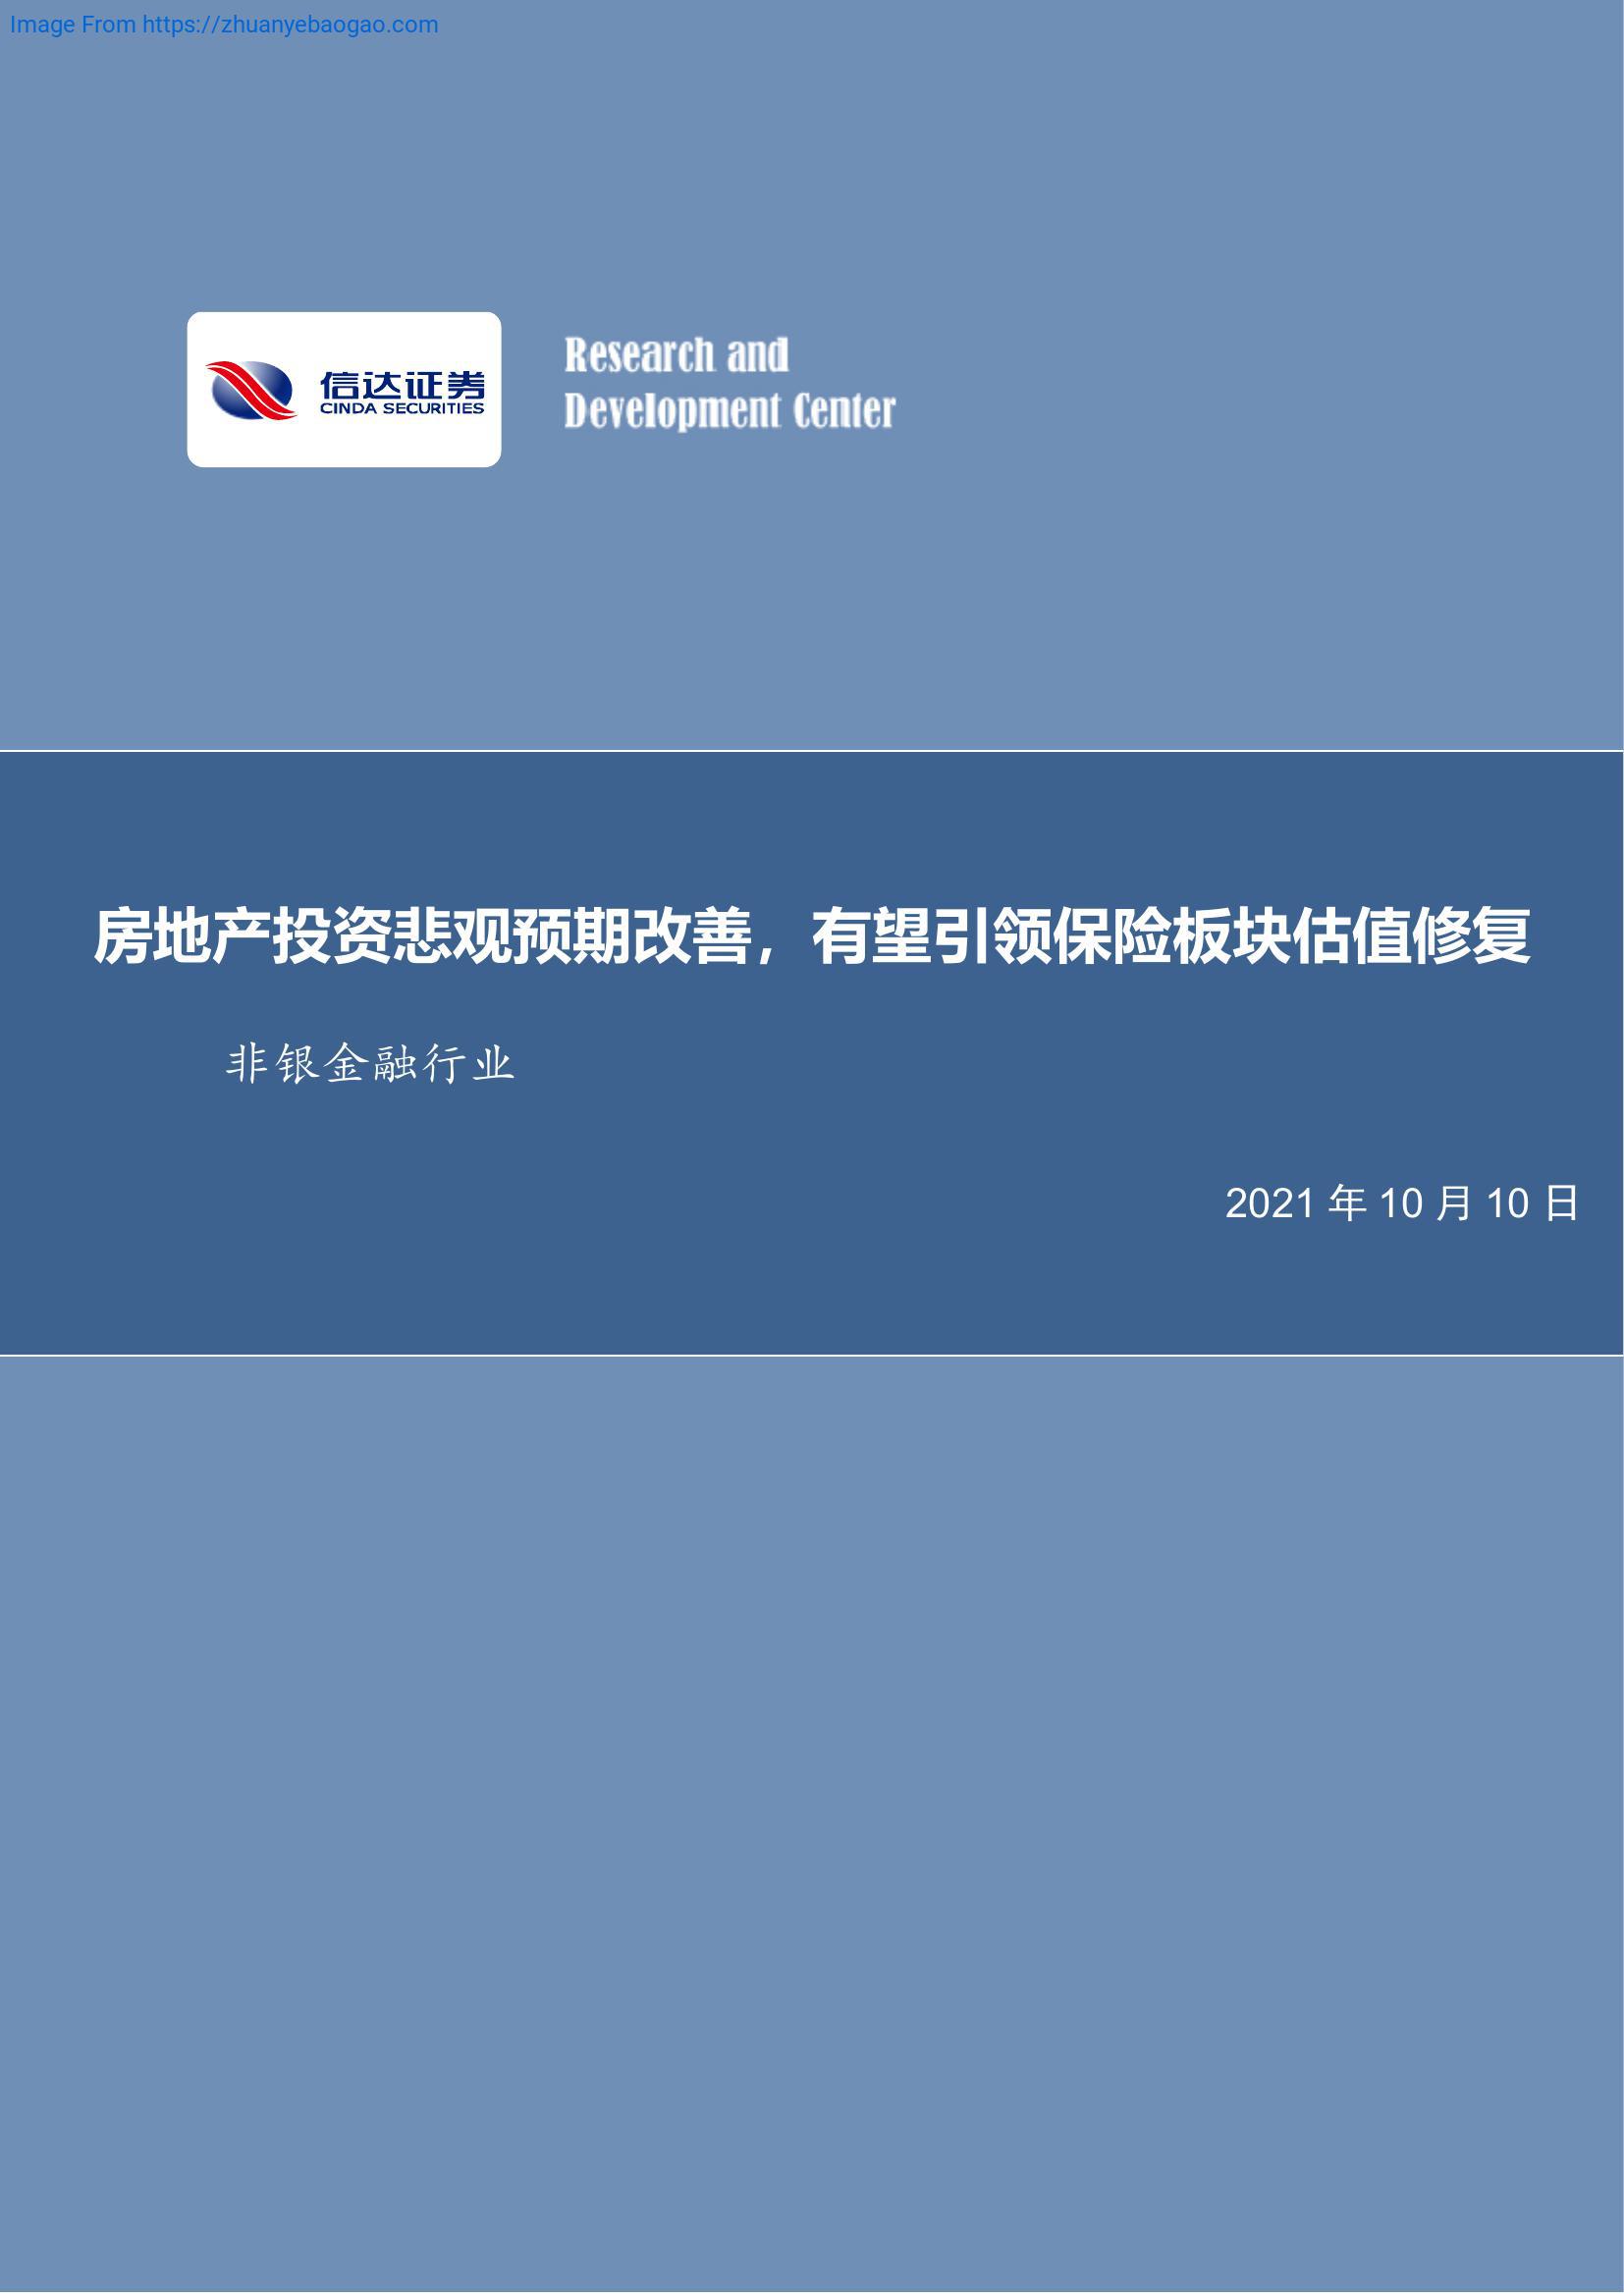 Image From https://zhuanyebaogao.com
信达证券
CINDA SECURITIES
Research and
Development Center
房地产投资悲观预期改善，有望引领保险板块估值修复
非银金融行业
2021 年 10 月 10 日